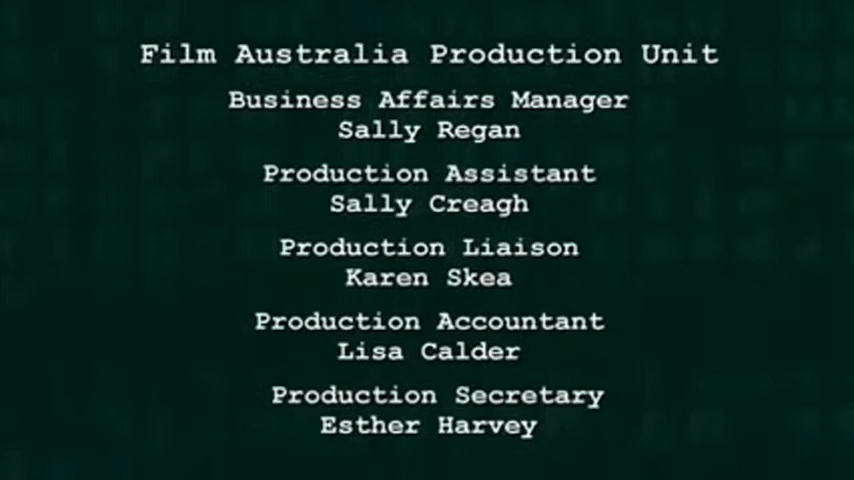 Film Australia Production Unit
Business Affairs Manager
Sally Regan
Production Assistant
Sally Creagh
Production Liaison
Karen Skea
Production Accountant
Lisa Calder
Production Secretary
Esther Harvey